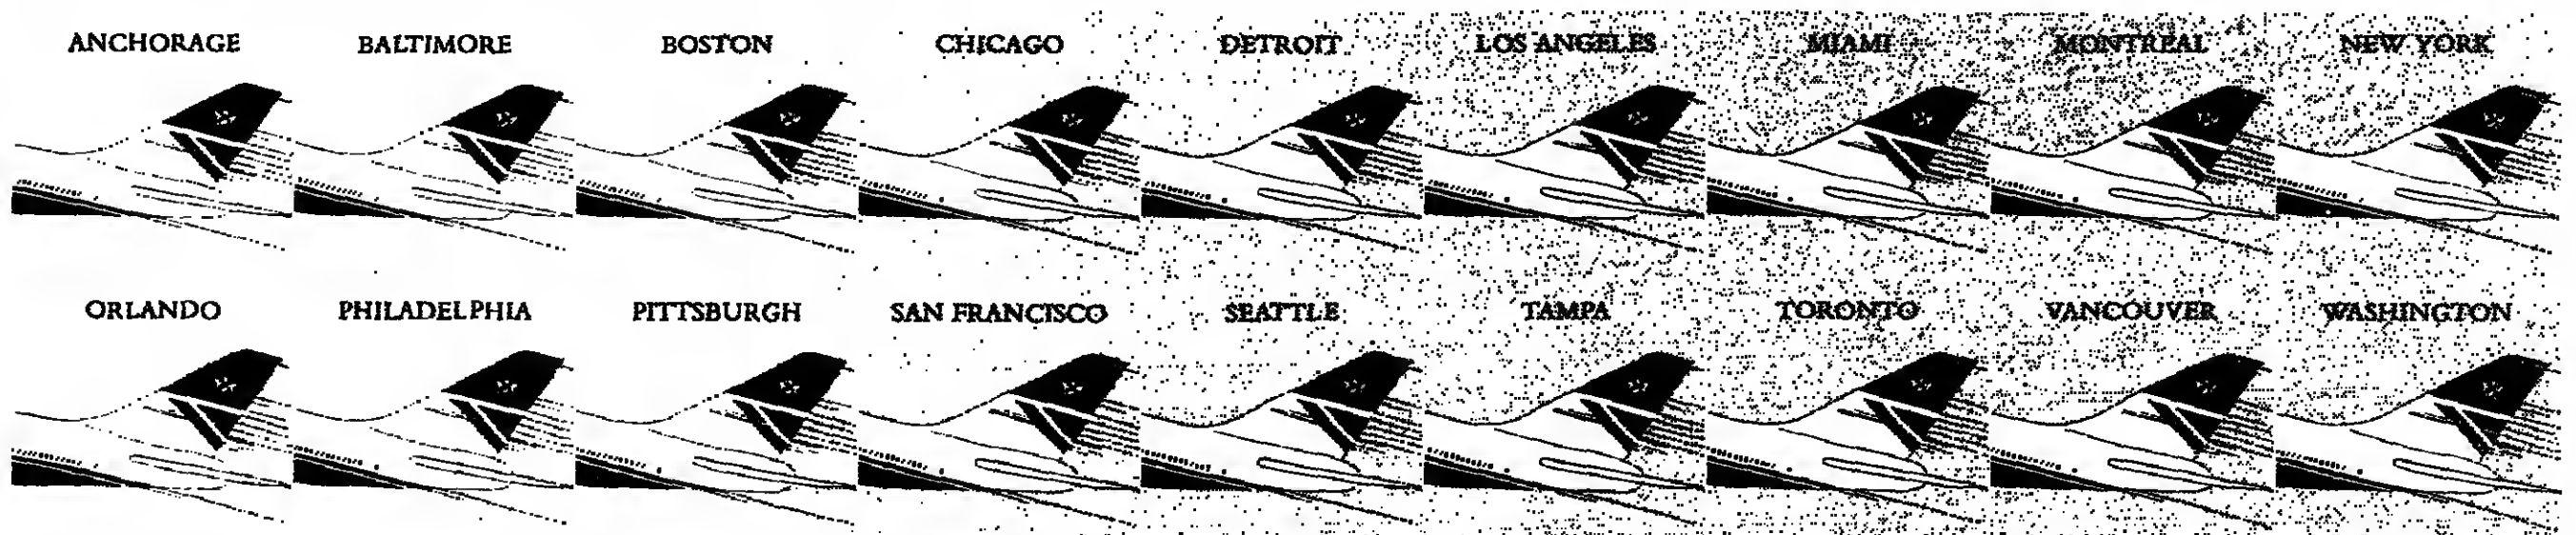 ANCHORAGE BALTIMORE BOSTON CHICAGO DETROIT LOS ANGELES MIAMI MONTREAL NEW YORK
ORLANDO PHILADELPHIA PITTSBURGH SAN FRANCISCO SEATTLE TAMPA TORONTO VANCOUVER WASHINGTON